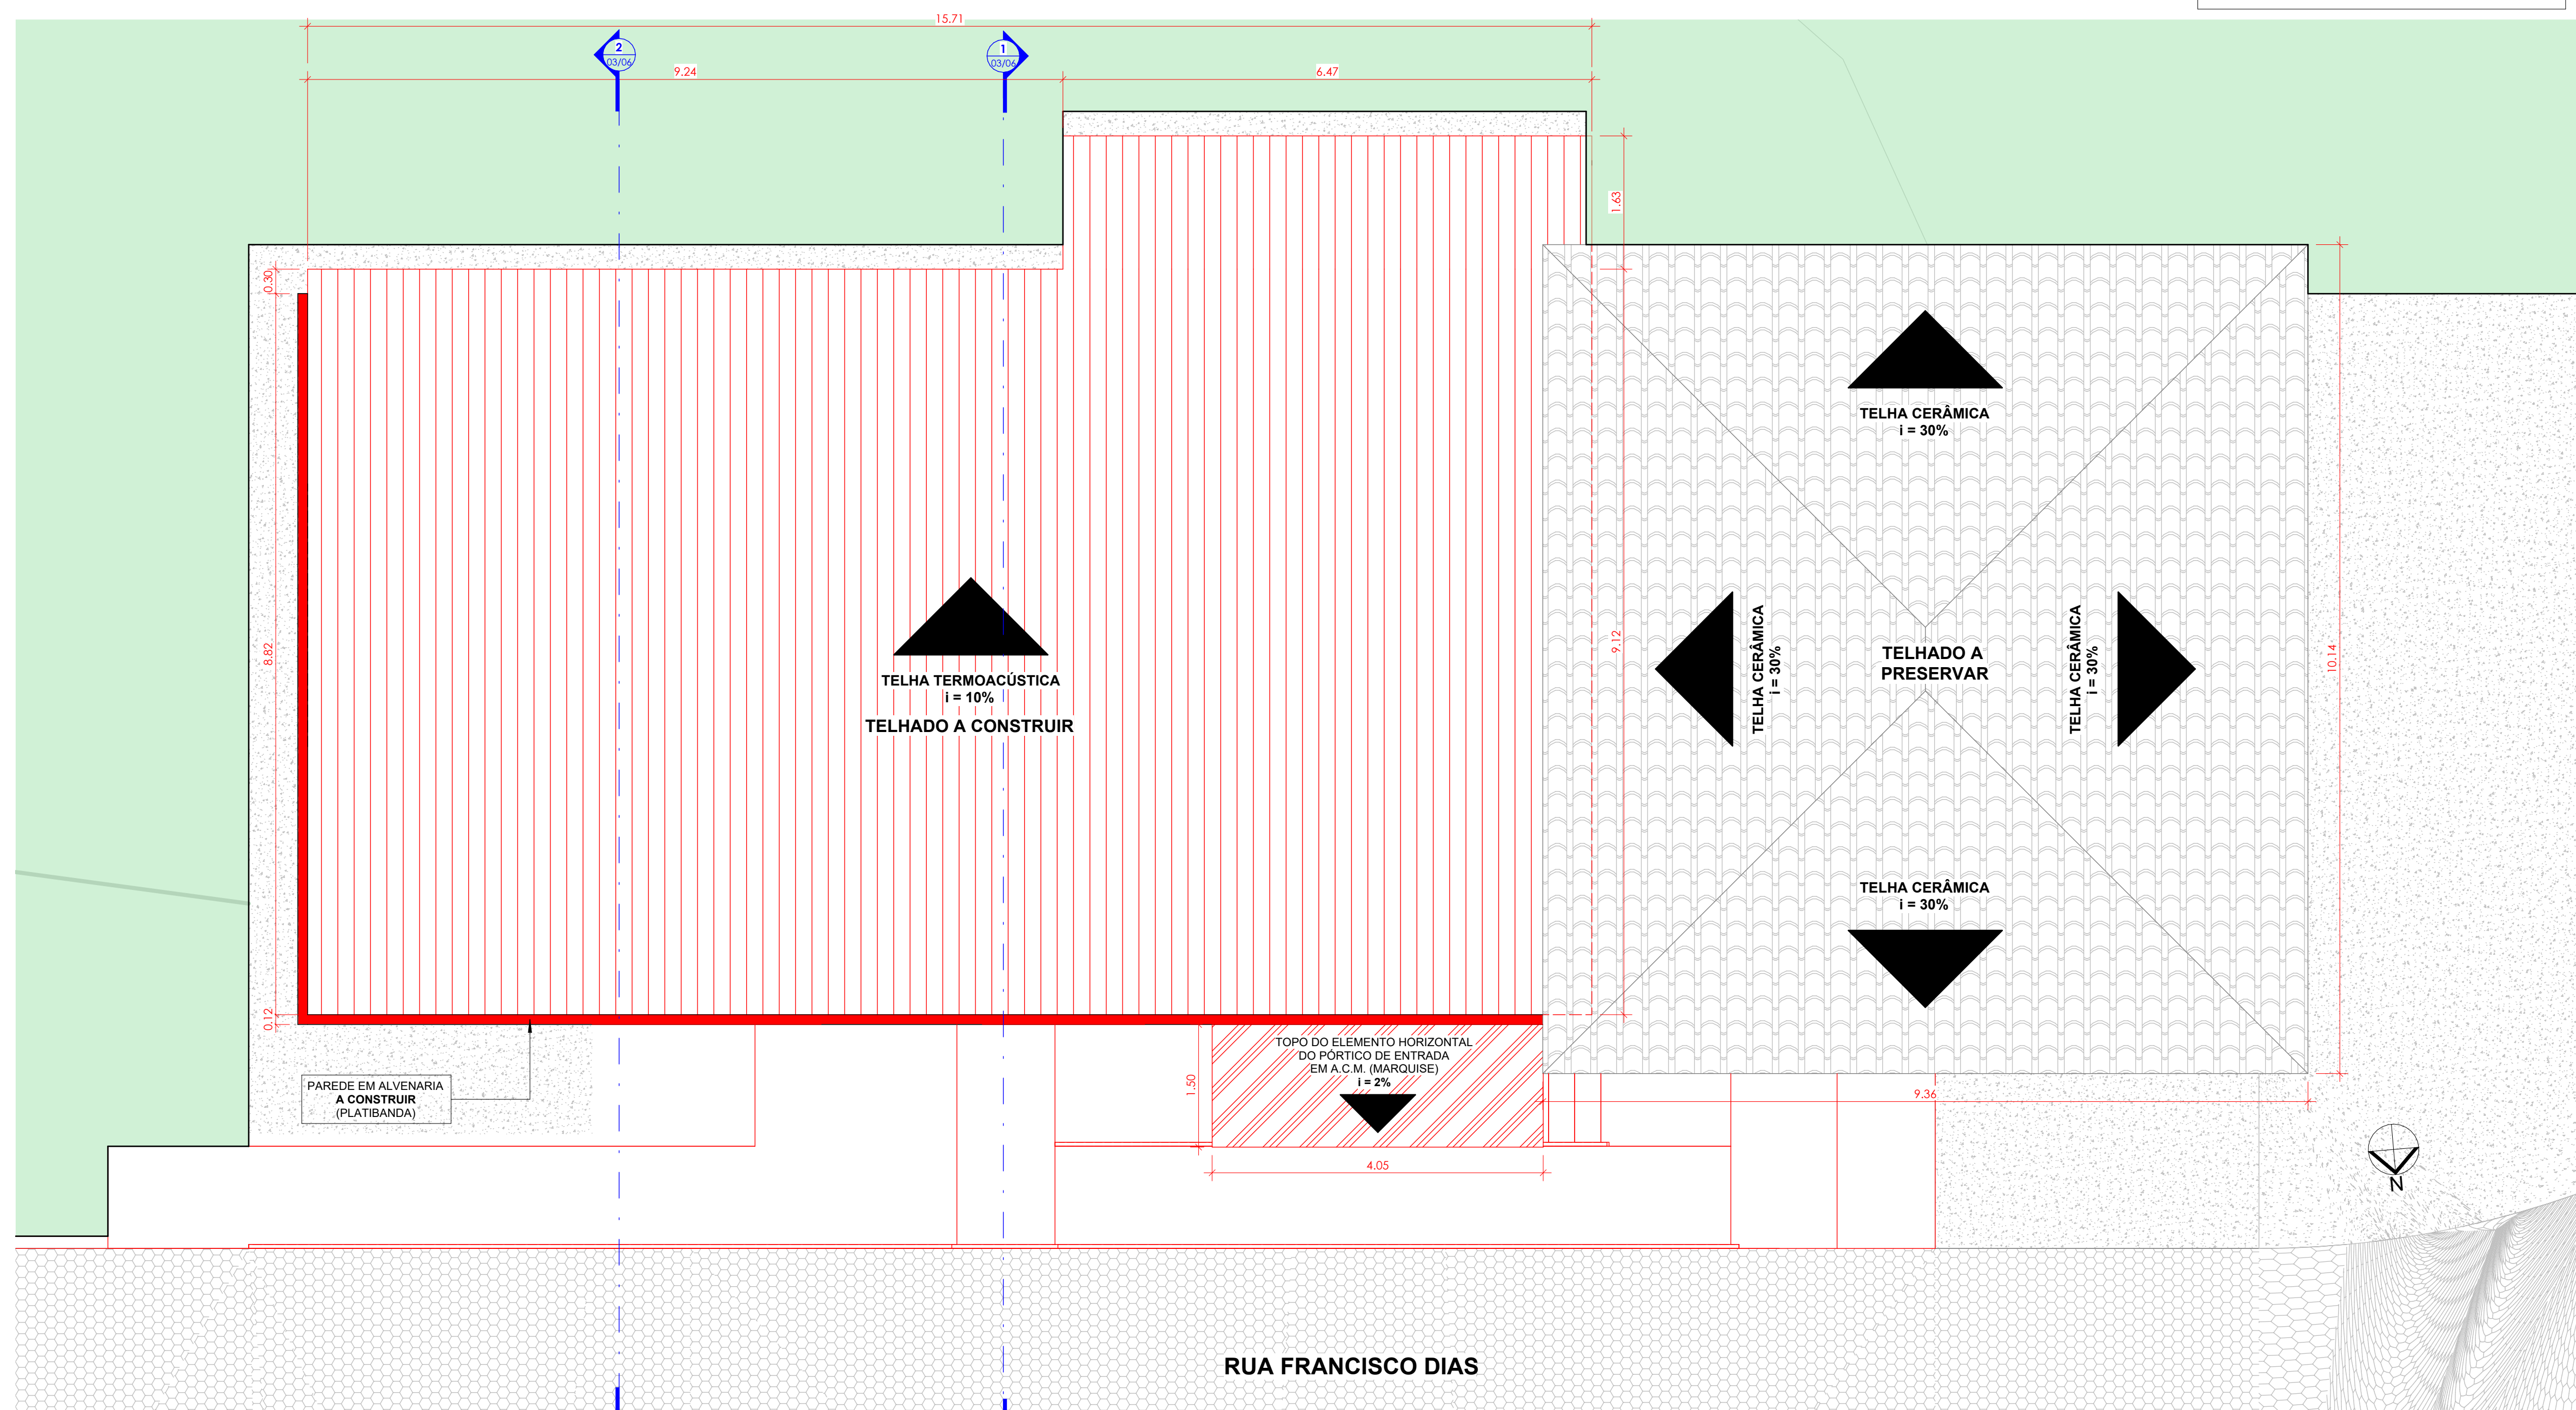 15.71
2
03/06
1
03/06
9.24
6.47
1.63
0.30
TELHA CERÂMICA
i = 30%
8.82
9.12
10.14
TELHA CERÂMICA
i = 30%
TELHADO A
PRESERVAR
TELHA CERÂMICA
i = 30%
TELHA TERMOACÚSTICA
i = 10%
TELHADO A CONSTRUIR
TELHA CERÂMICA
i = 30%
0.12
TOPO DO ELEMENTO HORIZONTAL
DO PÓRTICO DE ENTRADA
EM A.C.M. (MARQUISE)
i = 2%
PAREDE EM ALVENARIA
A CONSTRUIR
(PLATIBANDA)
1.50
9.36
4.05
N
RUA FRANCISCO DIAS